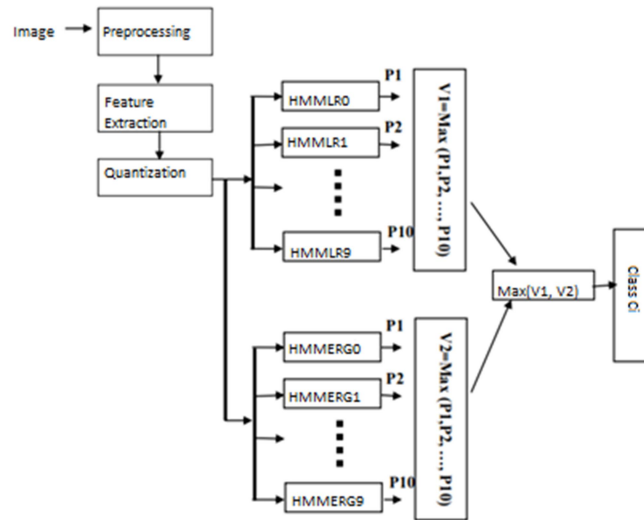 Image
Preprocessing
Feature
Extraction
Quantization
HMMLR0
P1
HMMLR1
P2
HMMLR9
P10
V1=Max (P1,P2, ..., P10)
HMMERG0
P1
HMMERG1
P2
HMMERG9
P10
V2=Max (P1,P2, ..., P10)
Max(V1, V2)
Class Ci